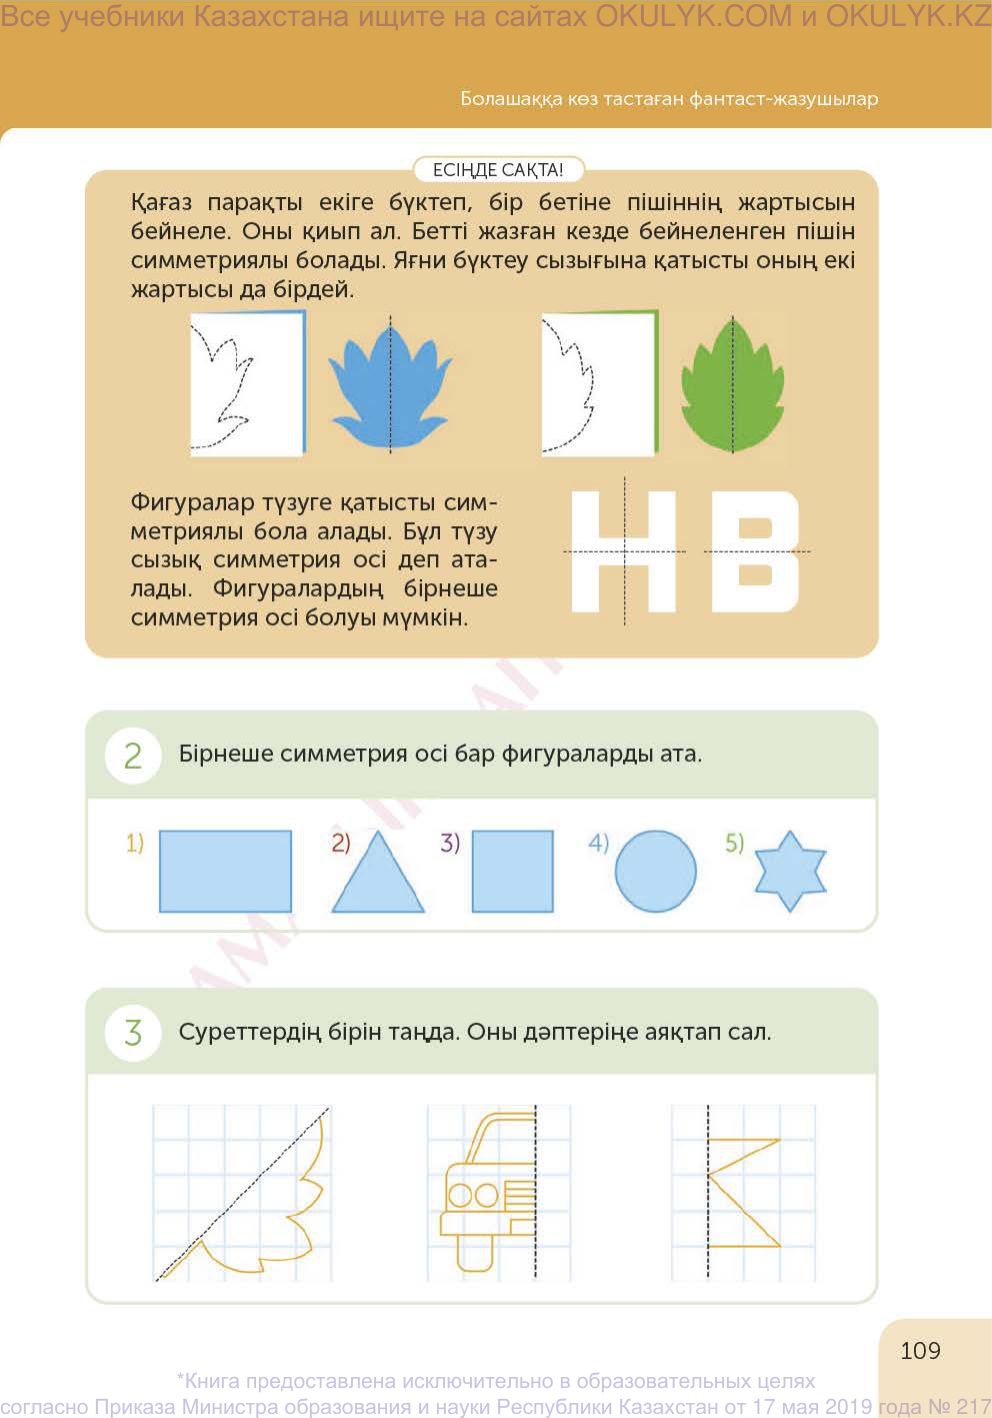 Все учебники Казахстана ищите на сайтах OKULYK.COM и OKULYK.KZ
Болашаққа көз тастаған фантаст-жазушылар
ЕСІҢДЕ САҚТА!
Қағаз парақты екіге бүктеп, бір бетіне пішіннің жартысын
бейнеле. Оны қиып ал. Бетті жазған кезде бейнеленген пішін
симметриялы болады. Яғни бүктеу сызығына қатысты оның екі
жартысы да бірдей.
Фигуралар түзуге қатысты сим-
метриялы бола алады. Бұл түзу
сызық симметрия осі деп ата-
лады. Фигуралардың бірнеше
симметрия осі болуы мүмкін.
Н В
2 Бірнеше симметрия осі бар фигураларды ата.
1) 2) 3) 4) 5)
3 Суреттердің бірін таңда. Оны дәптеріңе аяқтап сал.
109
*Книга предоставлена исключительно в образовательных целях
согласно Приказа Министра образования и науки Республики Казахстан от 17 мая 2019 года № 217